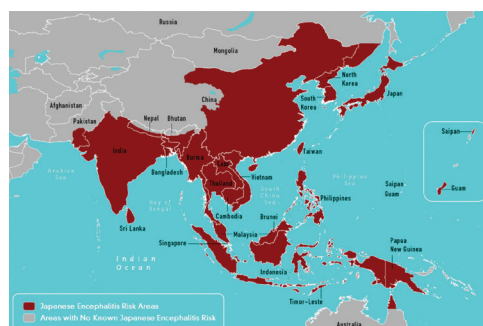 Russia
Mongolia
North
Korea
Afghanistan
China
South
Korea
Japan
Pakistan
Nepal
Bhutan
India
Burma
Taiwan
Saipan
Laos
Arabian
Sea
Bangladesh
Thailand
Vietnam
South
China Sea
Philippine
Sea
Saipan
Guam
Guam
Bay of
Bengal
Philippines
Cambodia
Brunei
Sri Lanka
Malaysia
Singapore
Papua
New Guinea
Indian
Ocean
Indonesia
Timor-Leste
Japanese Encephalitis Risk Areas
Areas with No Known Japanese Encephalitis Risk
Australia